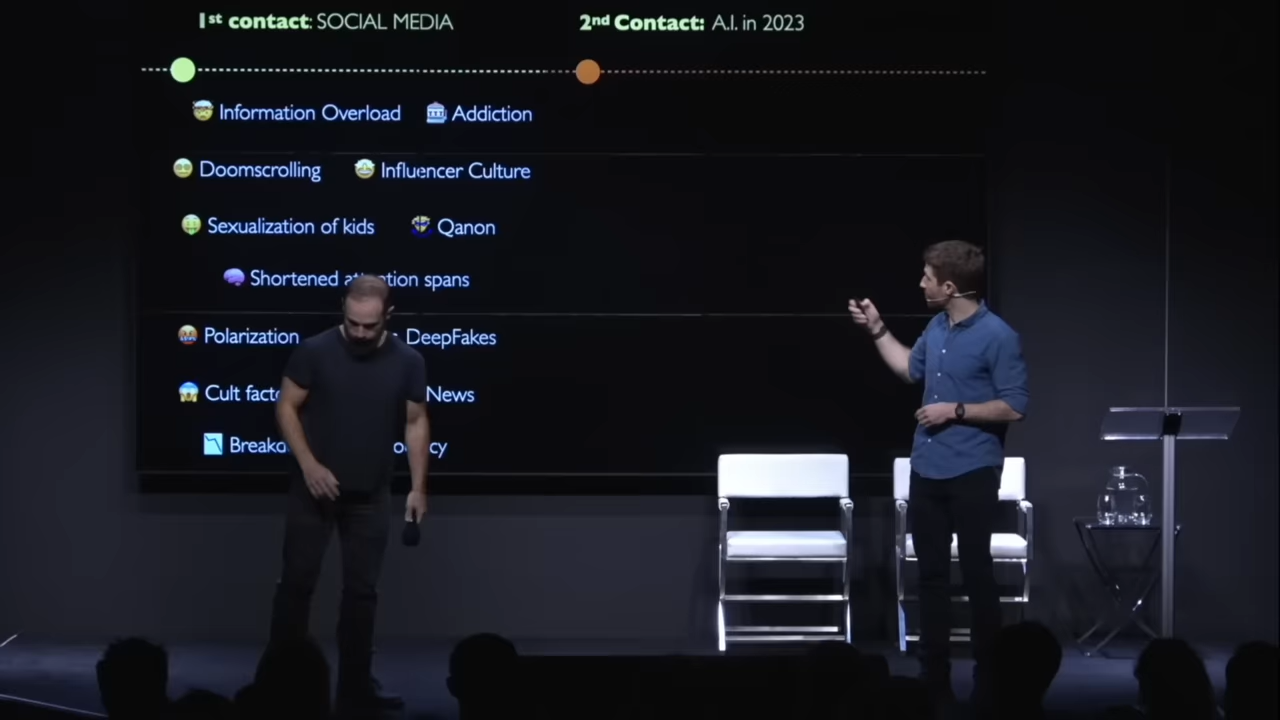 1st contact: SOCIAL MEDIA
2nd Contact: A.I. in 2023
Information Overload
Addiction
Doomscrolling
Influencer Culture
Sexualization of kids
Qanon
Shortened spans
Polarization
DeepFakes
Cult
News